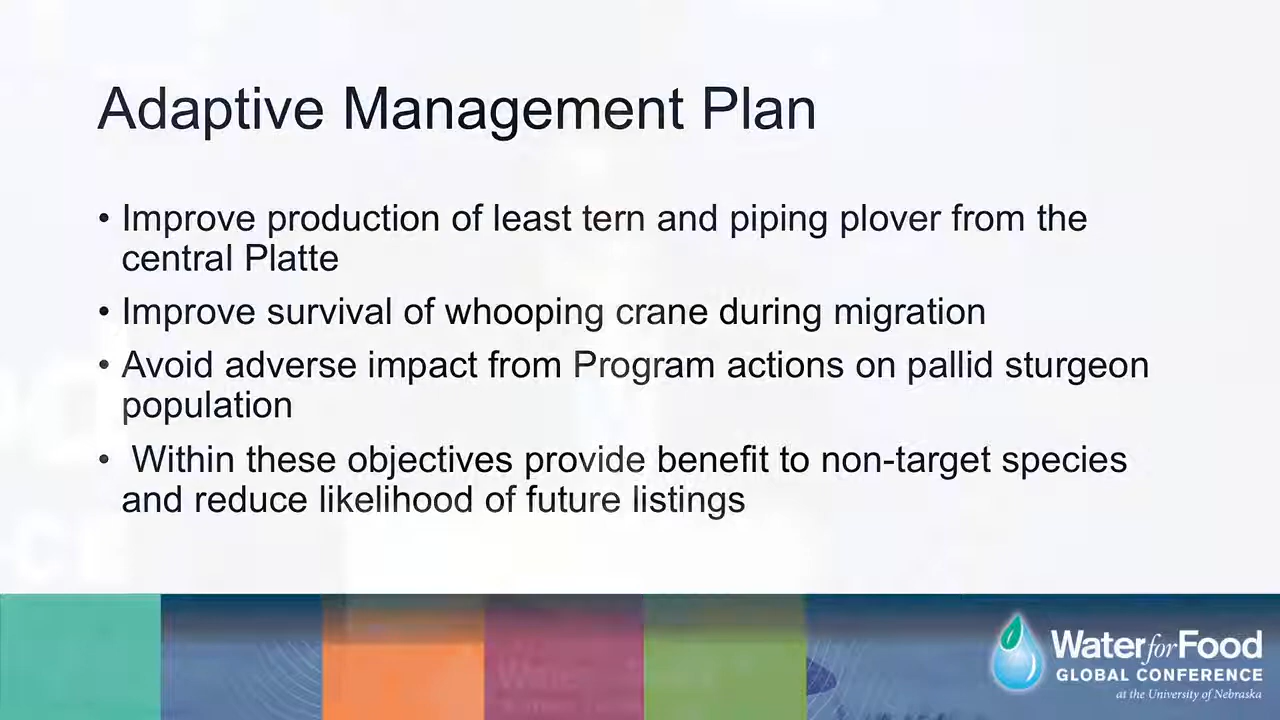 Adaptive Management Plan
• Improve production of least tern and piping plover from the
central Platte
• Improve survival of whooping crane during migration
• Avoid adverse impact from Program actions on pallid sturgeon
population
• Within these objectives provide benefit to non-target species
and reduce likelihood of future listings
Water for Food
GLOBAL CONFERENCE
at the University of Nebraska